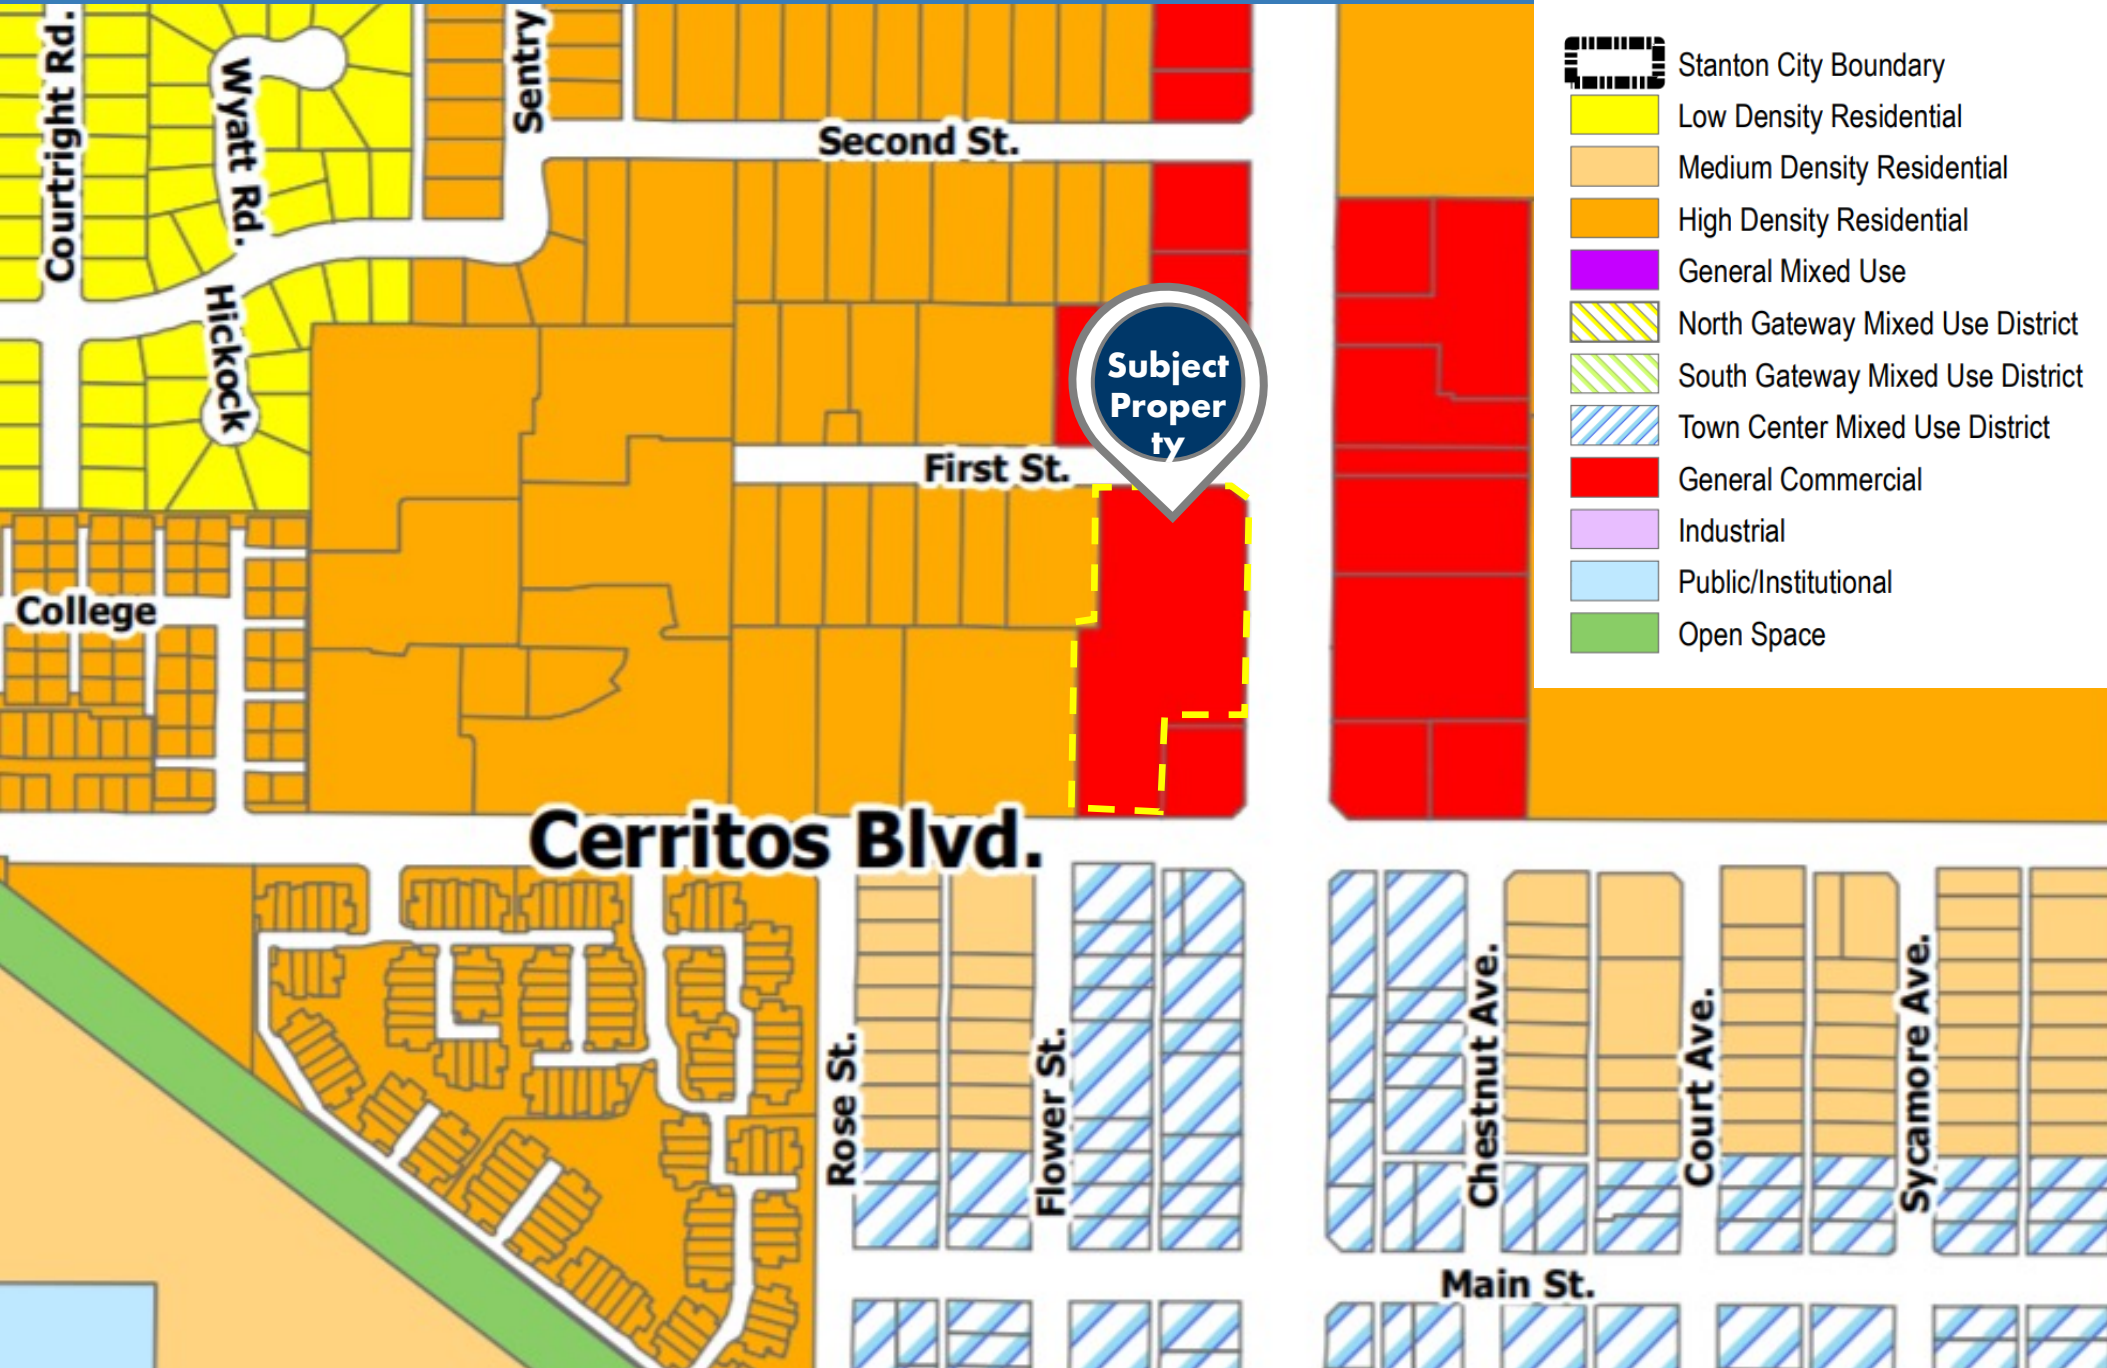 Courtright Rd.
Wyatt Rd.
Sentry
Second St.
Hickock
Subject
Proper
ty
First St.
College
Cerritos Blvd.
Rose St.
Flower St.
Chestnut Ave.
Court Ave.
Sycamore Ave.
Main St.
Stanton City Boundary
Low Density Residential
Medium Density Residential
High Density Residential
General Mixed Use
North Gateway Mixed Use District
South Gateway Mixed Use District
Town Center Mixed Use District
General Commercial
Industrial
Public/Institutional
Open Space